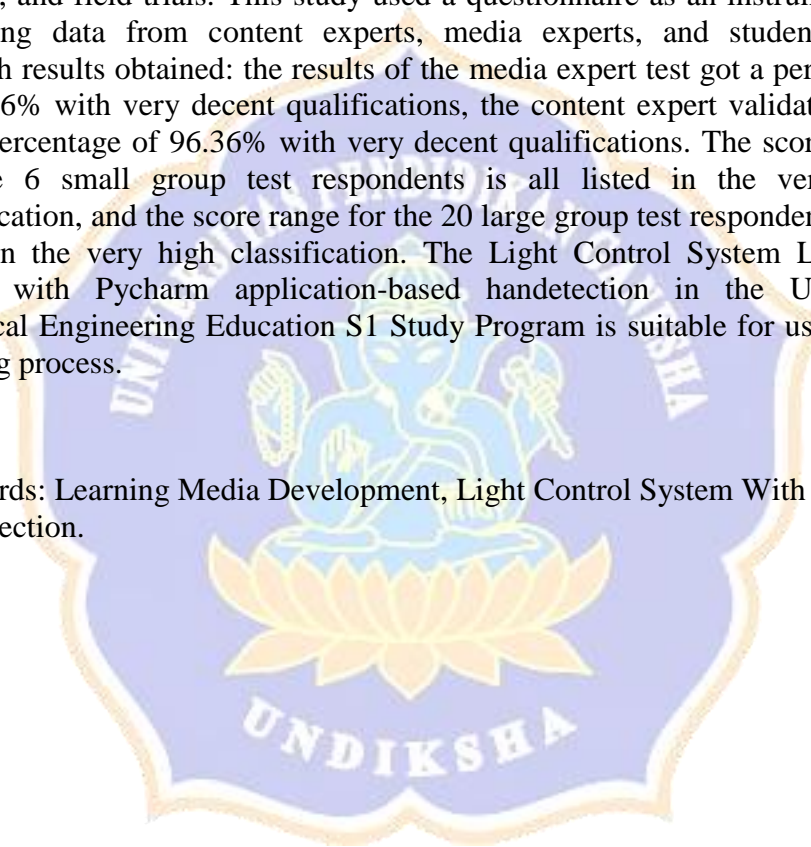 , and field trials. This study used a questionnaire as an instrum
ng data from content experts, media experts, and studen
h results obtained: the results of the media expert test got a per
6% with very decent qualifications, the content expert validat
ercentage of 96.36% with very decent qualifications. The scor
e 6 small group test respondents is all listed in the ver
cation, and the score range for the 20 large group test responden
n the very high classification. The Light Control System L
with Pycharm application-based handetection in the U
cal Engineering Education S1 Study Program is suitable for us
g process.
rds: Learning Media Development, Light Control System With
ection.
UNIVERSITAS PENDIDIKAN GANESHA
UNDIKSHA